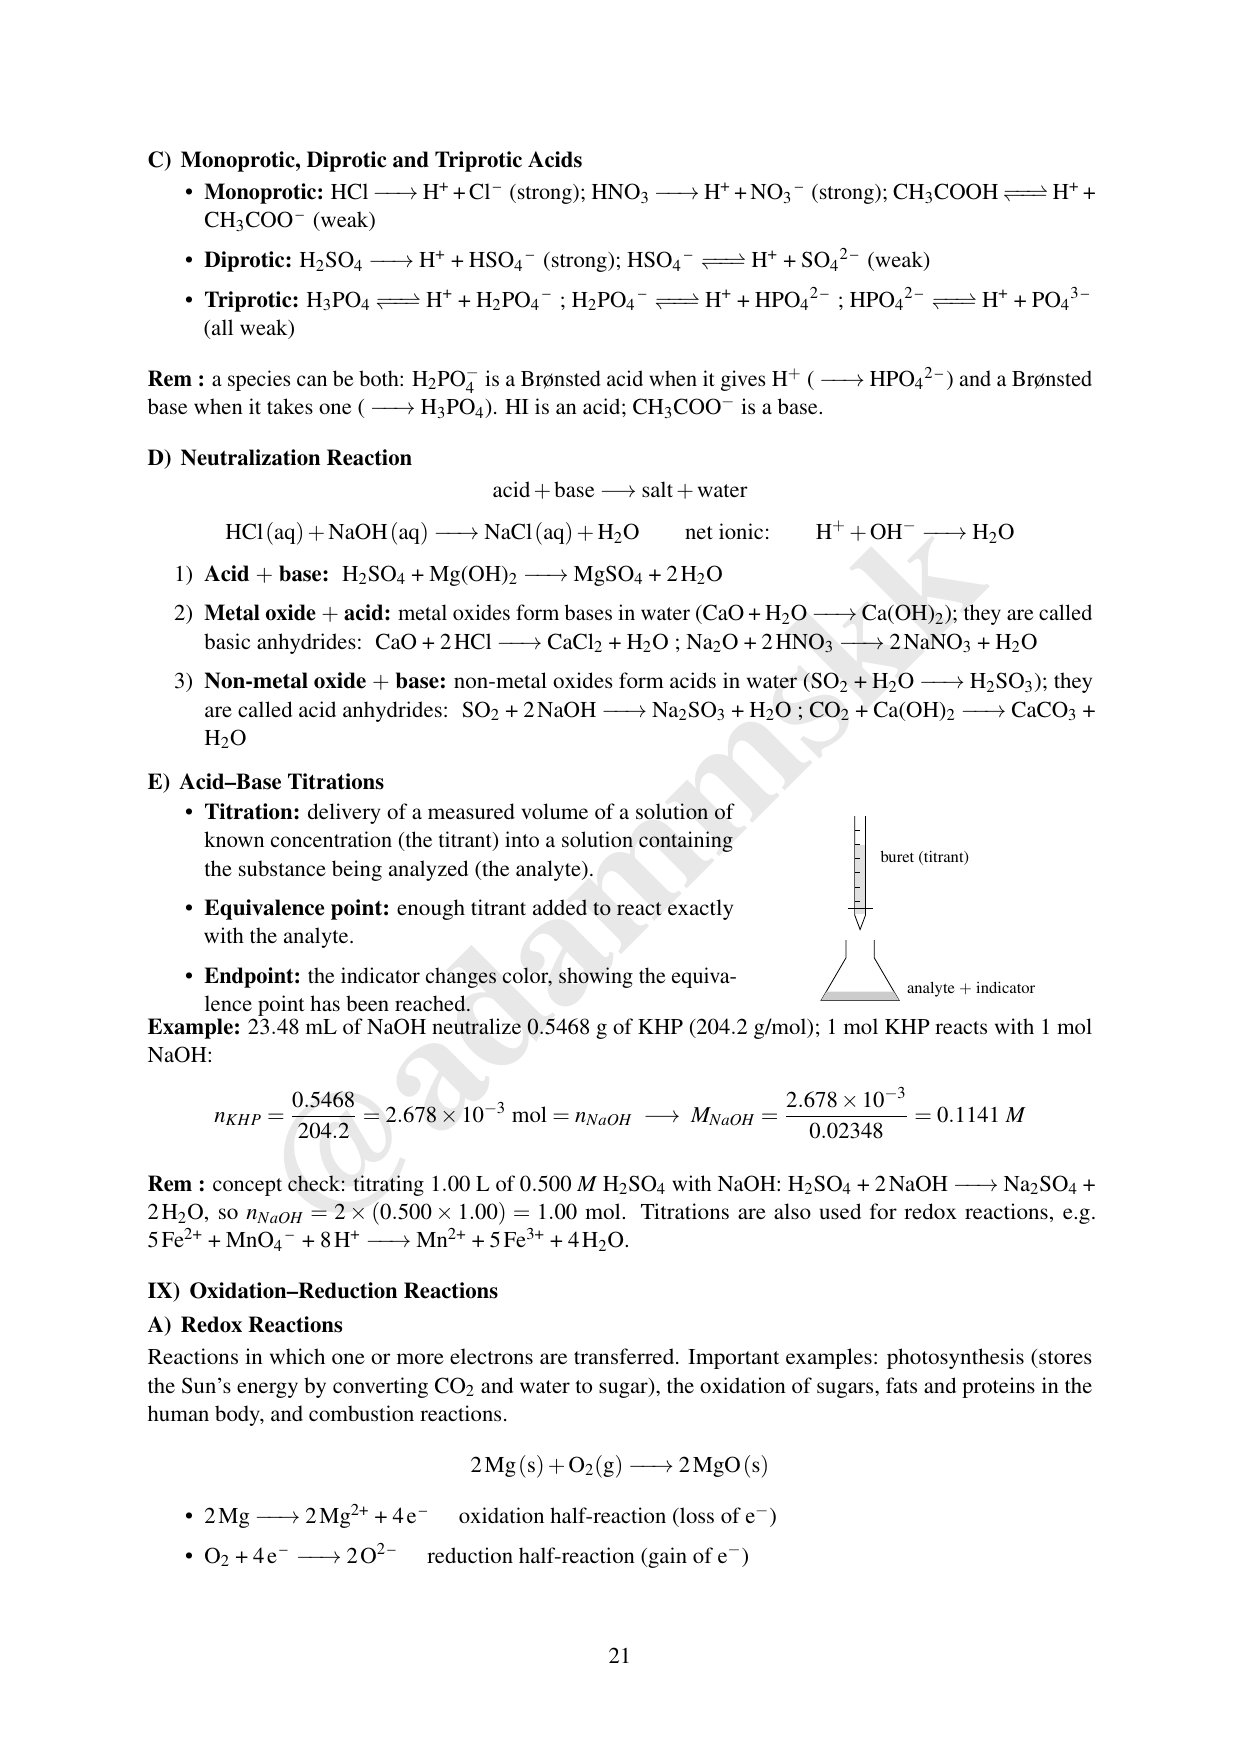 C) Monoprotic, Diprotic and Triprotic Acids
• Monoprotic: HCl ⟶ H⁺ + Cl⁻ (strong); HNO₃ ⟶ H⁺ + NO₃⁻ (strong); CH₃COOH ⇌ H⁺ +
CH₃COO⁻ (weak)
• Diprotic: H₂SO₄ ⟶ H⁺ + HSO₄⁻ (strong); HSO₄⁻ ⇌ H⁺ + SO₄²⁻ (weak)
• Triprotic: H₃PO₄ ⇌ H⁺ + H₂PO₄⁻ ; H₂PO₄⁻ ⇌ H⁺ + HPO₄²⁻ ; HPO₄²⁻ ⇌ H⁺ + PO₄³⁻
(all weak)
Rem : a species can be both: H₂PO₄⁻ is a Brønsted acid when it gives H⁺ ( ⟶ HPO₄²⁻) and a Brønsted
base when it takes one ( ⟶ H₃PO₄). HI is an acid; CH₃COO⁻ is a base.
D) Neutralization Reaction
acid + base ⟶ salt + water
HCl (aq) + NaOH (aq) ⟶ NaCl (aq) + H₂O net ionic: H⁺ + OH⁻ ⟶ H₂O
1) Acid + base: H₂SO₄ + Mg(OH)₂ ⟶ MgSO₄ + 2 H₂O
2) Metal oxide + acid: metal oxides form bases in water (CaO + H₂O ⟶ Ca(OH)₂); they are called
basic anhydrides: CaO + 2 HCl ⟶ CaCl₂ + H₂O ; Na₂O + 2 HNO₃ ⟶ 2 NaNO₃ + H₂O
3) Non-metal oxide + base: non-metal oxides form acids in water (SO₂ + H₂O ⟶ H₂SO₃); they
are called acid anhydrides: SO₂ + 2 NaOH ⟶ Na₂SO₃ + H₂O ; CO₂ + Ca(OH)₂ ⟶ CaCO₃ +
H₂O
E) Acid–Base Titrations
• Titration: delivery of a measured volume of a solution of
known concentration (the titrant) into a solution containing
the substance being analyzed (the analyte).
• Equivalence point: enough titrant added to react exactly
with the analyte.
• Endpoint: the indicator changes color, showing the equiva-
lence point has been reached.
buret (titrant)
analyte + indicator
Example: 23.48 mL of NaOH neutralize 0.5468 g of KHP (204.2 g/mol); 1 mol KHP reacts with 1 mol
NaOH:
n_KHP = 0.5468 / 204.2 = 2.678 × 10⁻³ mol = n_NaOH ⟶ M_NaOH = 2.678 × 10⁻³ / 0.02348 = 0.1141 M
Rem : concept check: titrating 1.00 L of 0.500 M H₂SO₄ with NaOH: H₂SO₄ + 2 NaOH ⟶ Na₂SO₄ +
2 H₂O, so n_NaOH = 2 × (0.500 × 1.00) = 1.00 mol. Titrations are also used for redox reactions, e.g.
5 Fe²⁺ + MnO₄⁻ + 8 H⁺ ⟶ Mn²⁺ + 5 Fe³⁺ + 4 H₂O.
IX) Oxidation–Reduction Reactions
A) Redox Reactions
Reactions in which one or more electrons are transferred. Important examples: photosynthesis (stores
the Sun's energy by converting CO₂ and water to sugar), the oxidation of sugars, fats and proteins in the
human body, and combustion reactions.
2 Mg (s) + O₂(g) ⟶ 2 MgO (s)
• 2 Mg ⟶ 2 Mg²⁺ + 4 e⁻ oxidation half-reaction (loss of e⁻)
• O₂ + 4 e⁻ ⟶ 2 O²⁻ reduction half-reaction (gain of e⁻)
21
@adammskk